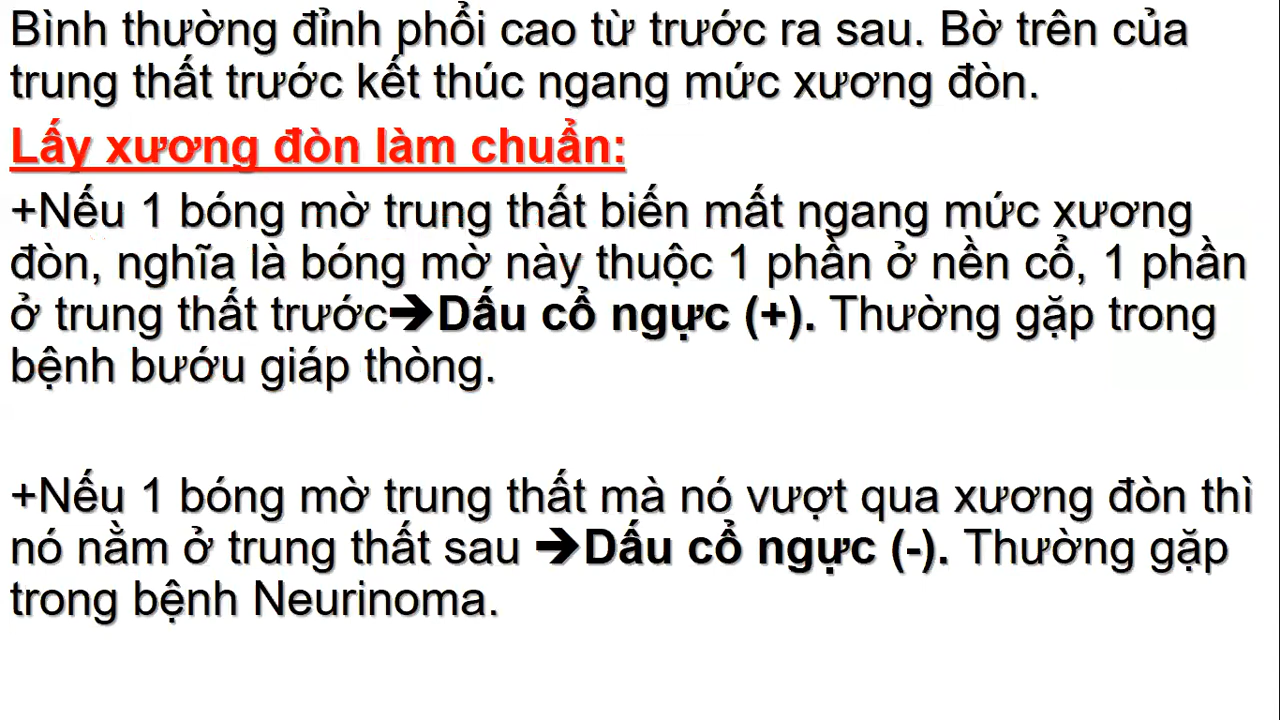 Bình thường đỉnh phổi cao từ trước ra sau. Bờ trên của
trung thất trước kết thúc ngang mức xương đòn.
Lấy xương đòn làm chuẩn:
+Nếu 1 bóng mờ trung thất biến mất ngang mức xương
đòn, nghĩa là bóng mờ này thuộc 1 phần ở nền cổ, 1 phần
ở trung thất trước➔Dấu cổ ngực (+). Thường gặp trong
bệnh bướu giáp thòng.
+Nếu 1 bóng mờ trung thất mà nó vượt qua xương đòn thì
nó nằm ở trung thất sau ➔Dấu cổ ngực (-). Thường gặp
trong bệnh Neurinoma.